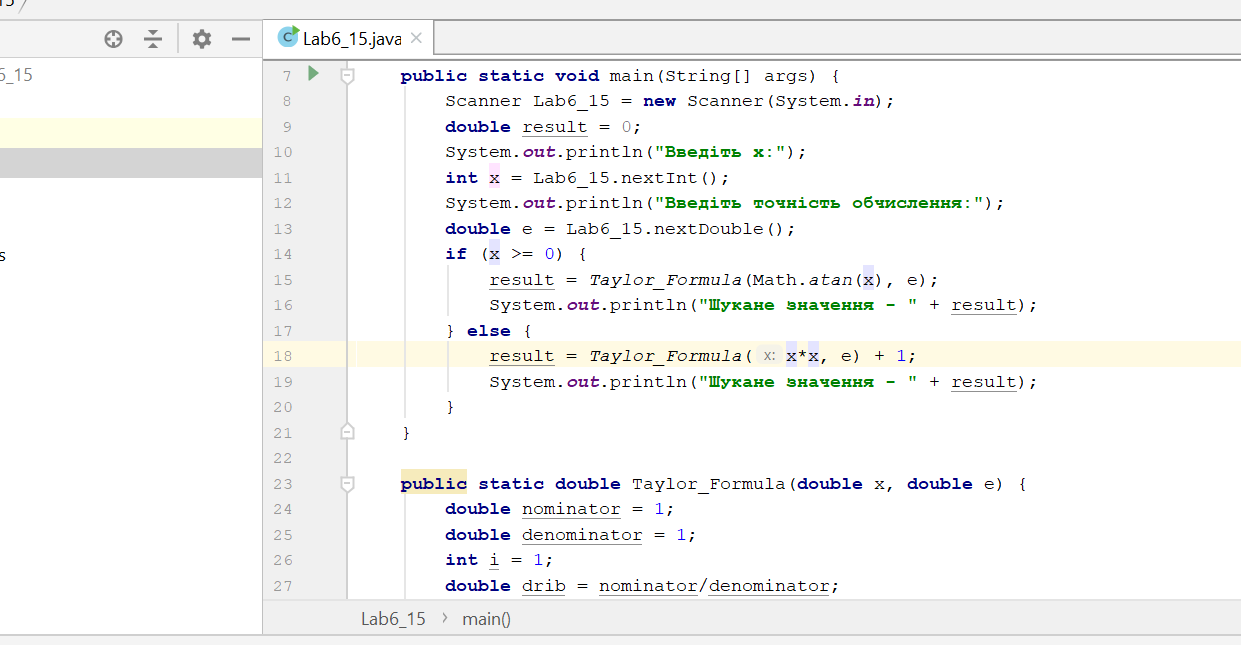 Lab6_15.java
6_15
7 public static void main(String[] args) {
8 Scanner Lab6_15 = new Scanner(System.in);
9 double result = 0;
10 System.out.println("Введіть х:");
11 int x = Lab6_15.nextInt();
12 System.out.println("Введіть точність обчислення:");
13 double e = Lab6_15.nextDouble();
14 if (x >= 0) {
15 result = Taylor_Formula(Math.atan(x), e);
16 System.out.println("Шукане значення - " + result);
17 } else {
18 result = Taylor_Formula( x: x*x, e) + 1;
19 System.out.println("Шукане значення - " + result);
20 }
21 }
22
23 public static double Taylor_Formula(double x, double e) {
24 double nominator = 1;
25 double denominator = 1;
26 int i = 1;
27 double drib = nominator/denominator;
s
Lab6_15 › main()